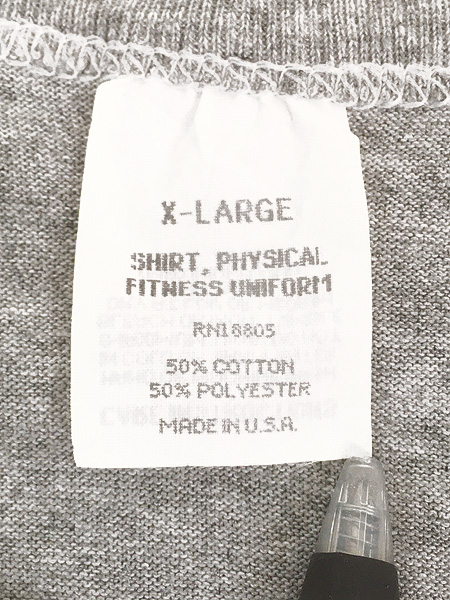 X-LARGE
SHIRT, PHYSICAL
FITNESS UNIFORM
RN18805
50% COTTON
50% POLYESTER
MADE IN U.S.A.